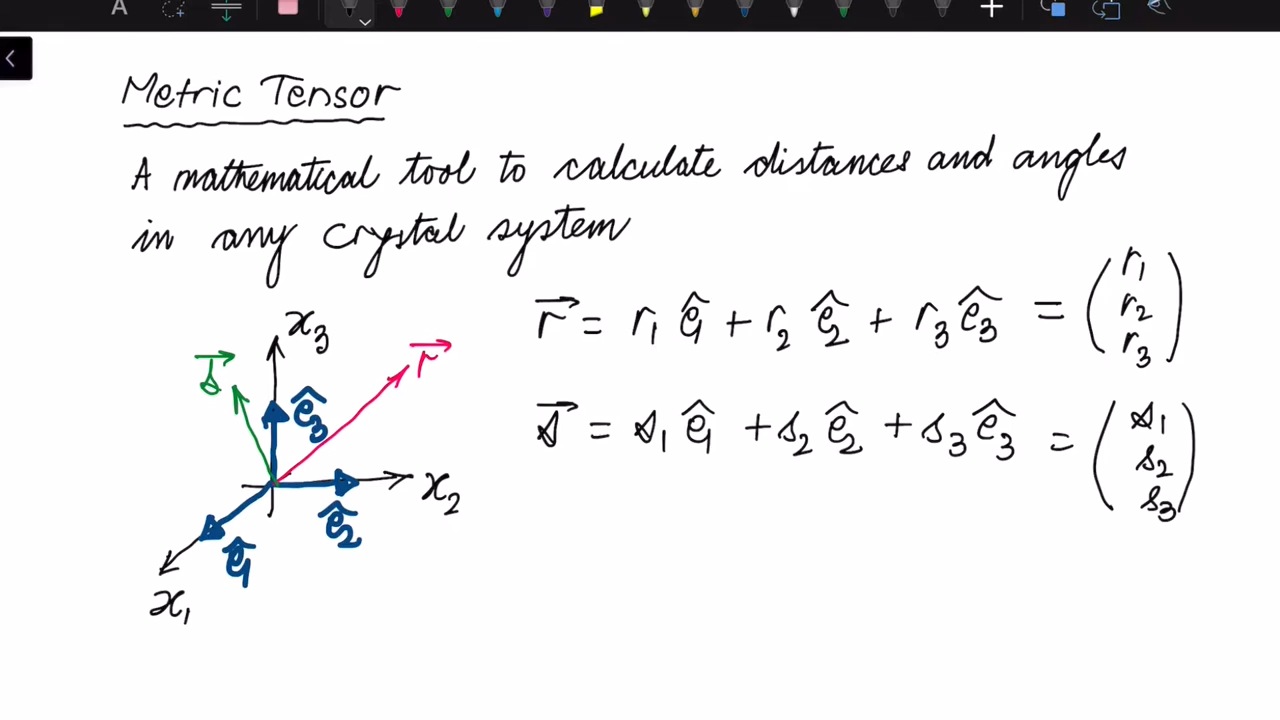 Metric Tensor
A mathematical tool to calculate distances and angles
in any crystal system
r⃗ = r₁ ê₁ + r₂ ê₂ + r₃ ê₃ = (r₁ r₂ r₃)
s⃗ = s₁ ê₁ + s₂ ê₂ + s₃ ê₃ = (s₁ s₂ s₃)
x₃
s⃗
r⃗
ê₃
x₂
ê₂
ê₁
x₁
A